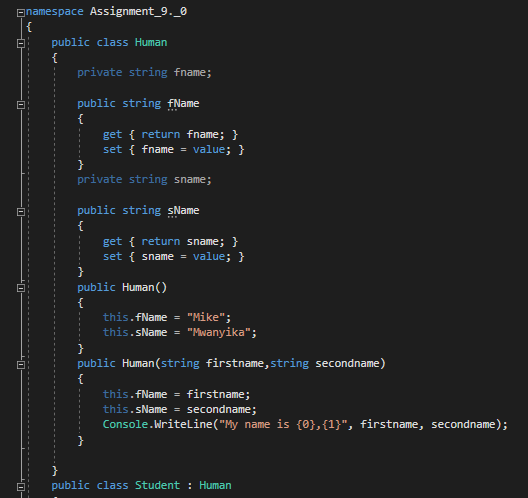 namespace Assignment_9._0
{
public class Human
{
private string fname;
public string fName
{
get { return fname; }
set { fname = value; }
}
private string sname;
public string sName
{
get { return sname; }
set { sname = value; }
}
public Human()
{
this.fName = "Mike";
this.sName = "Mwanyika";
}
public Human(string firstname,string secondname)
{
this.fName = firstname;
this.sName = secondname;
Console.WriteLine("My name is {0},{1}", firstname, secondname);
}
}
public class Student : Human